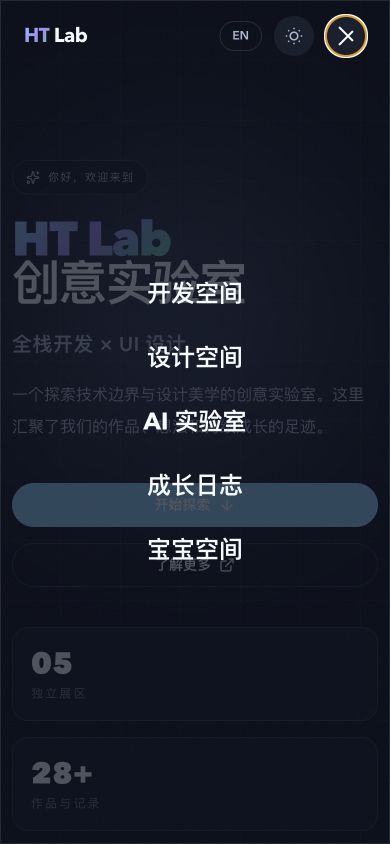 HT Lab
EN
你好，欢迎来到
HT Lab
创意实验室
开发空间
全栈开发 × UI 设计
设计空间
一个探索技术边界与设计美学的创意实验室。这里
汇聚了我们的作品、
成长的足迹。
AI 实验室
成长日志
开始探索
宝宝空间
了解更多
05
独立展区
28+
作品与记录